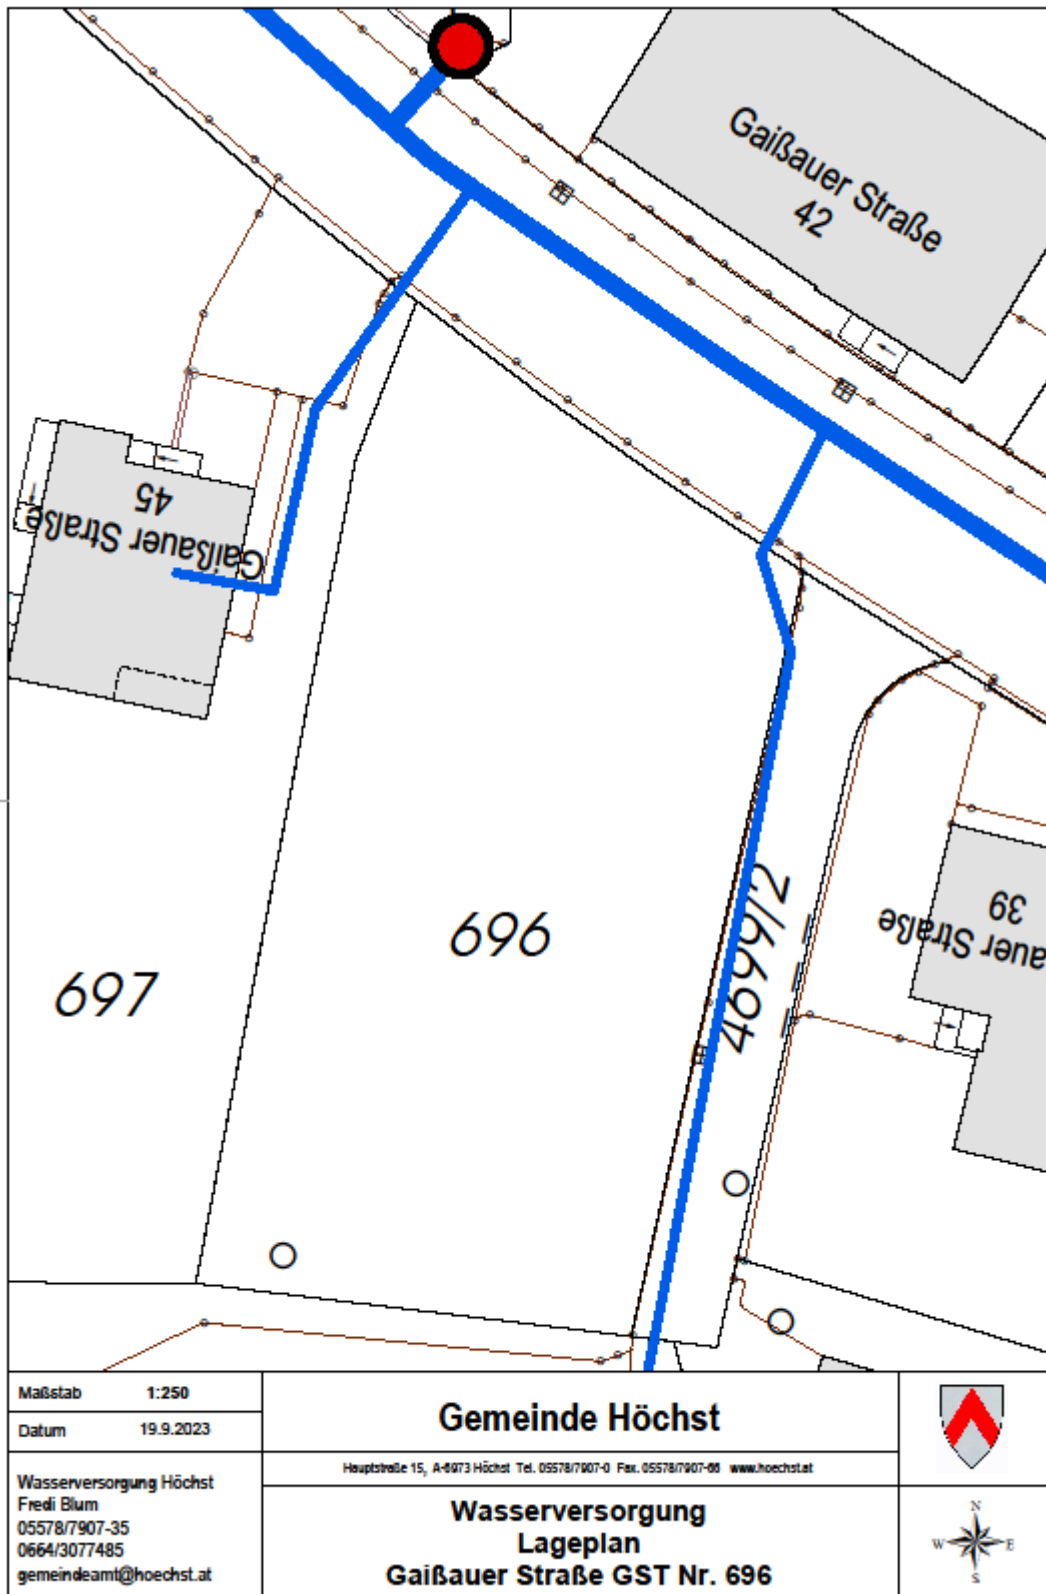 Gaißauer Straße
42
45
Gaißauer Straße
696
697
4699/2
39
auer Straße
Maßstab 1:250
Datum 19.9.2023
Wasserversorgung Höchst
Fredi Blum
05578/7907-35
0664/3077485
gemeindeamt@hoechst.at
Gemeinde Höchst
Hauptstraße 15, A-6973 Höchst Tel. 05578/7907-0 Fax. 05578/7907-66 www.hoechst.at
Wasserversorgung
Lageplan
Gaißauer Straße GST Nr. 696
N
W E
S